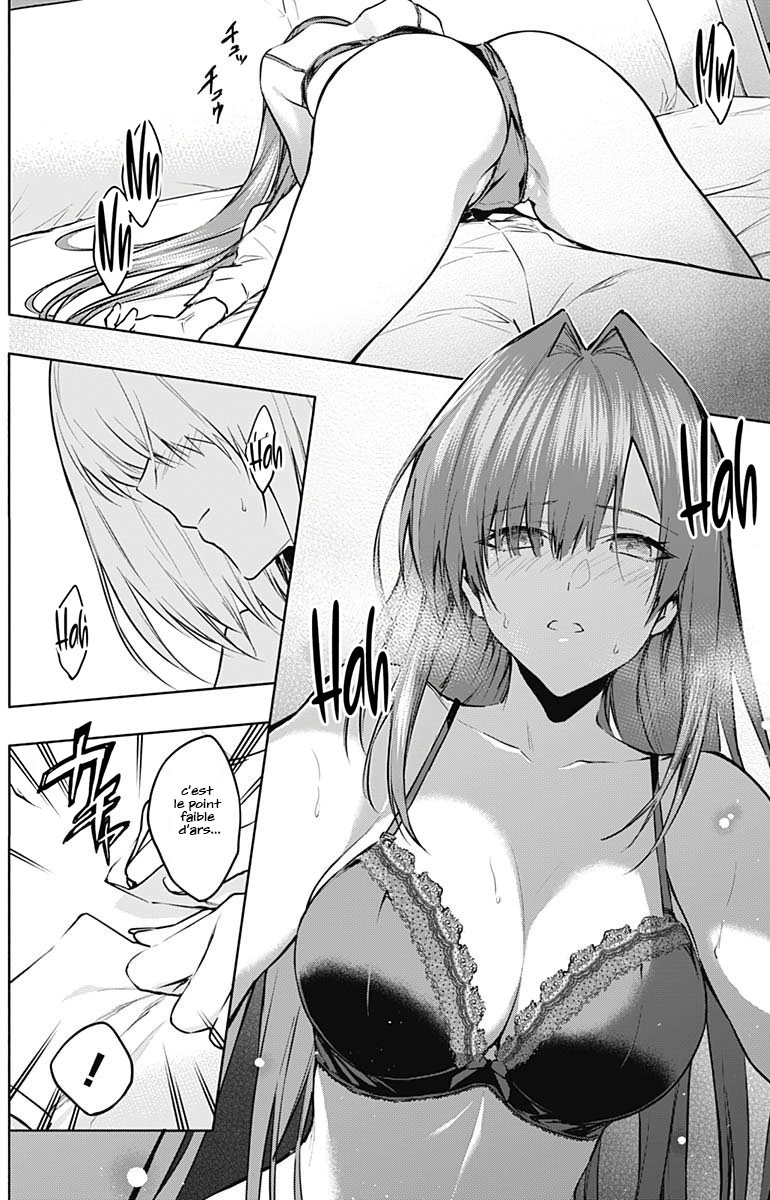 Mm
チュッ
チュゥ
Nn
Nn
Hah
Hah
Hah
Hah
c'est
le point
faible
d'ars...
!